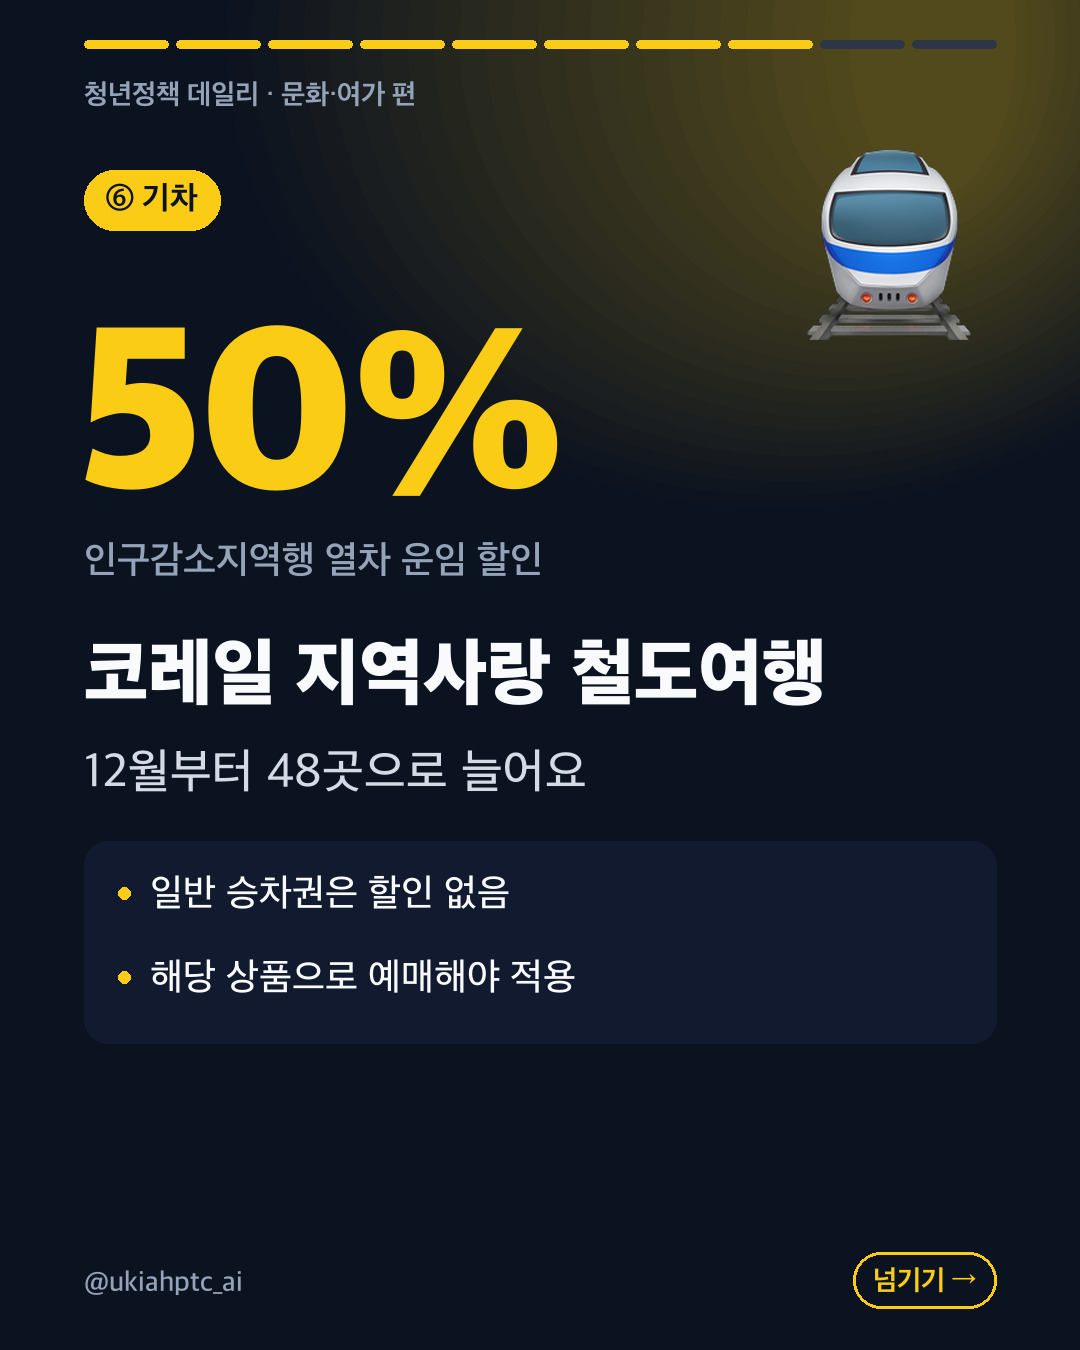 청년정책 데일리 · 문화·여가 편
⑥ 기차
50%
인구감소지역행 열차 운임 할인
코레일 지역사랑 철도여행
12월부터 48곳으로 늘어요
• 일반 승차권은 할인 없음
• 해당 상품으로 예매해야 적용
@ukiahptc_ai
넘기기 →